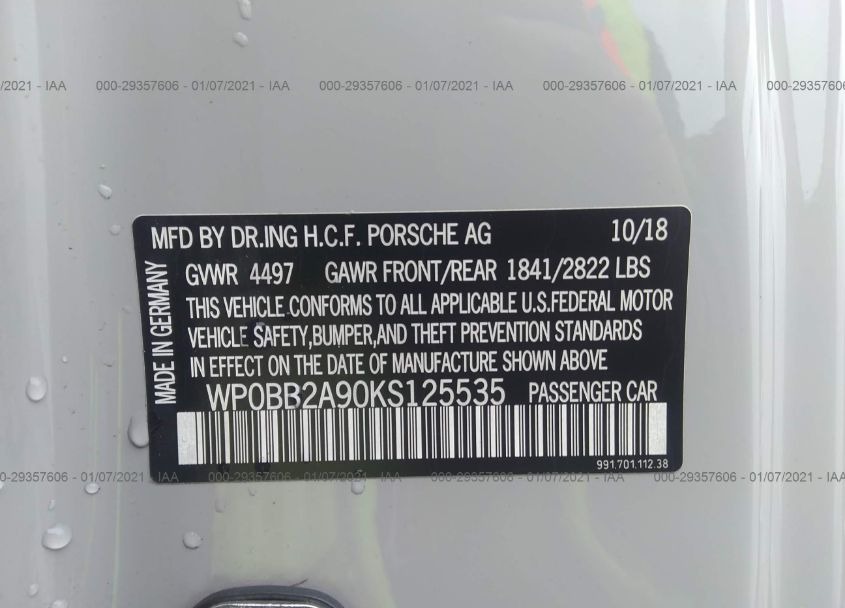 /2021 - IAA 000-29357606 - 01/07/2021 - IAA 000-29357606 - 01/07/2021 - IAA 000-29357606 - 01/07/2021 - IAA 000-29357606
MFD BY DR.ING H.C.F. PORSCHE AG 10/18
GVWR 4497 GAWR FRONT/REAR 1841/2822 LBS
THIS VEHICLE CONFORMS TO ALL APPLICABLE U.S.FEDERAL MOTOR
VEHICLE SAFETY,BUMPER,AND THEFT PREVENTION STANDARDS
IN EFFECT ON THE DATE OF MANUFACTURE SHOWN ABOVE
MADE IN GERMANY
WP0BB2A90KS125535 PASSENGER CAR
991.701.112.38
0-29357606 - 01/07/2021 - IAA 000-29357606 - 01/07/2021 - IAA 000-29357606 - 01/07/2021 - IAA 000-29357606 - 01/07/2021 - IAA